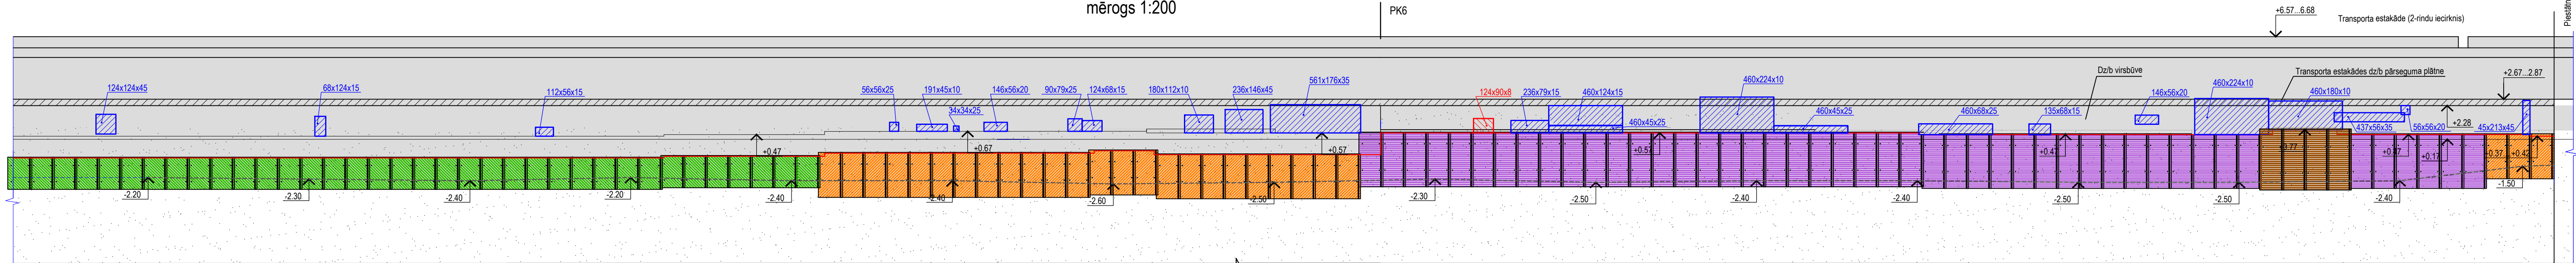 mērogs 1:200
PK6
+6.57...6.68
Transporta estakāde (2-rindu iecirknis)
Dz/b virsbūve
Transporta estakādes dz/b pārseguma plātne
+2.67...2.87
124x124x45
68x124x15
112x56x15
56x56x25
191x45x10
34x34x25
146x56x20
90x79x25
124x68x15
180x112x10
236x146x45
561x176x35
124x90x8
236x79x15
460x124x15
460x45x25
460x224x10
460x45x25
460x68x25
135x68x15
146x56x20
460x224x10
460x180x10
437x56x35
56x56x20
+2.28
45x213x45
+0.47
+0.67
+0.57
+0.57
+0.47
+0.77
+0.47
+0.17
+0.37
+0.42
-2.20
-2.30
-2.40
-2.20
-2.40
-2.40
-2.60
-2.30
-2.50
-2.40
-2.40
-2.50
-2.50
-2.40
-1.50